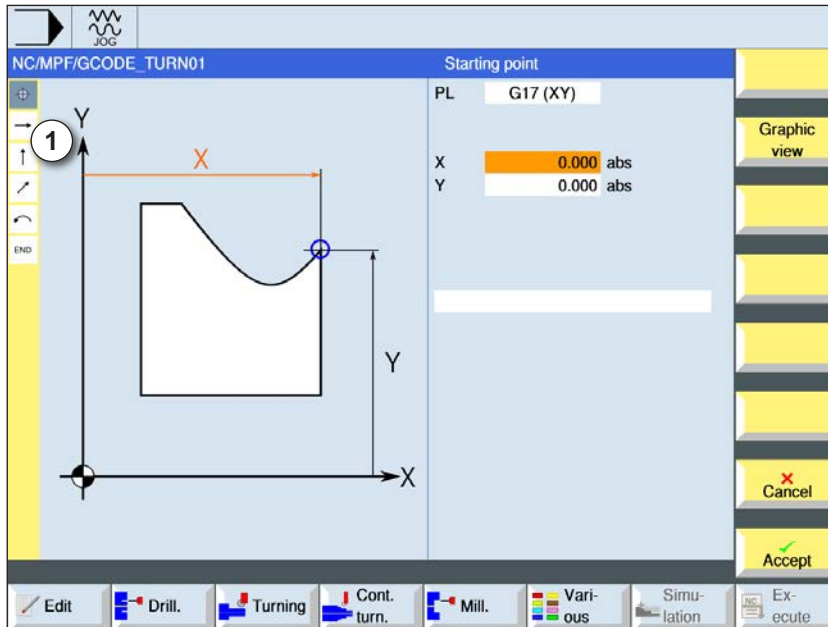 JOG
NC/MPF/GCODE_TURN01
Starting point
PL G17 (XY)
X 0.000 abs
Y 0.000 abs
1
Y
X
Y
X
END
Graphic
view
Cancel
Accept
Edit
Drill.
Turning
Cont.
turn.
Mill.
Vari-
ous
Simu-
lation
NC
Ex-
ecute